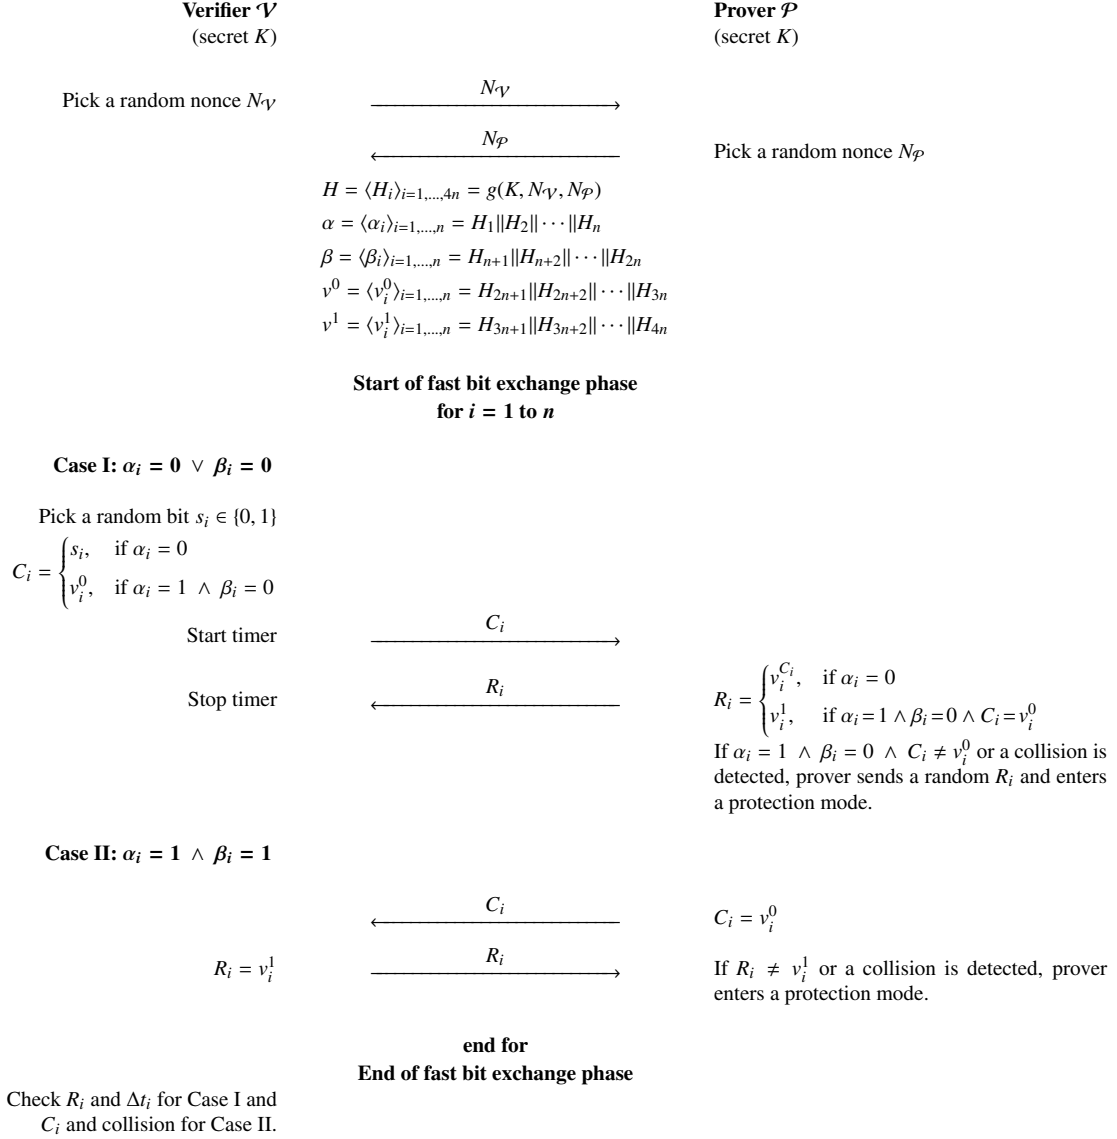 Verifier 𝒱
(secret K)
Prover 𝒫
(secret K)
Pick a random nonce N_𝒱
N_𝒱
N_𝒫
Pick a random nonce N_𝒫
H = ⟨H_i⟩_{i=1,...,4n} = g(K, N_𝒱, N_𝒫)
α = ⟨α_i⟩_{i=1,...,n} = H_1||H_2|| · · · ||H_n
β = ⟨β_i⟩_{i=1,...,n} = H_{n+1}||H_{n+2}|| · · · ||H_{2n}
v^0 = ⟨v_i^0⟩_{i=1,...,n} = H_{2n+1}||H_{2n+2}|| · · · ||H_{3n}
v^1 = ⟨v_i^1⟩_{i=1,...,n} = H_{3n+1}||H_{3n+2}|| · · · ||H_{4n}
Start of fast bit exchange phase
for i = 1 to n
Case I: α_i = 0 ∨ β_i = 0
Pick a random bit s_i ∈ {0, 1}
C_i = { s_i, if α_i = 0
v_i^0, if α_i = 1 ∧ β_i = 0
Start timer
C_i
Stop timer
R_i
R_i = { v_i^{C_i}, if α_i = 0
v_i^1, if α_i = 1 ∧ β_i = 0 ∧ C_i = v_i^0
If α_i = 1 ∧ β_i = 0 ∧ C_i ≠ v_i^0 or a collision is
detected, prover sends a random R_i and enters
a protection mode.
Case II: α_i = 1 ∧ β_i = 1
C_i
C_i = v_i^0
R_i = v_i^1
R_i
If R_i ≠ v_i^1 or a collision is detected, prover
enters a protection mode.
end for
End of fast bit exchange phase
Check R_i and Δt_i for Case I and
C_i and collision for Case II.